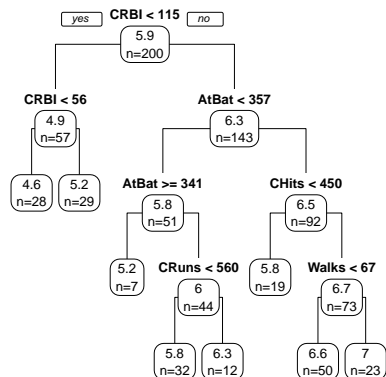 yes CRBI < 115 no
5.9
n=200
CRBI < 56 AtBat < 357
4.9 6.3
n=57 n=143
4.6 5.2 AtBat >= 341 CHits < 450
n=28 n=29 5.8 6.5
n=51 n=92
5.2 CRuns < 560 5.8 Walks < 67
n=7 6 n=19 6.7
n=44 n=73
5.8 6.3 6.6 7
n=32 n=12 n=50 n=23